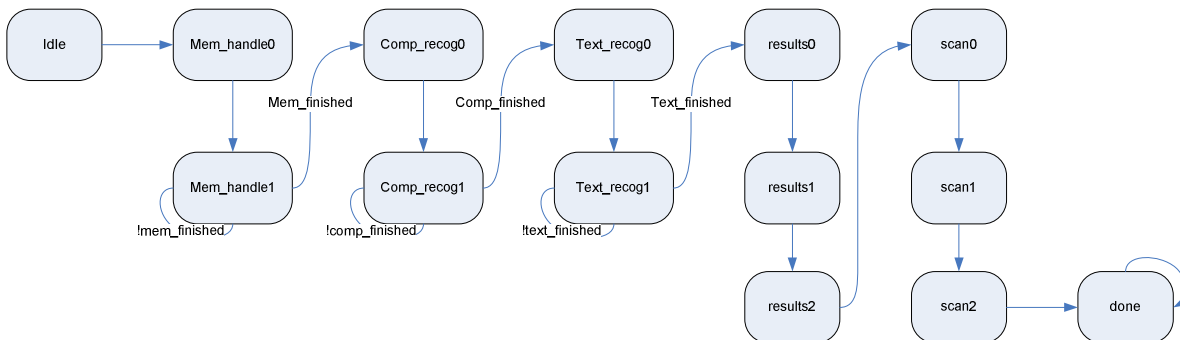 Idle
Mem_handle0
Comp_recog0
Text_recog0
results0
scan0
Mem_finished
Comp_finished
Text_finished
Mem_handle1
Comp_recog1
Text_recog1
results1
scan1
!mem_finished
!comp_finished
!text_finished
results2
scan2
done